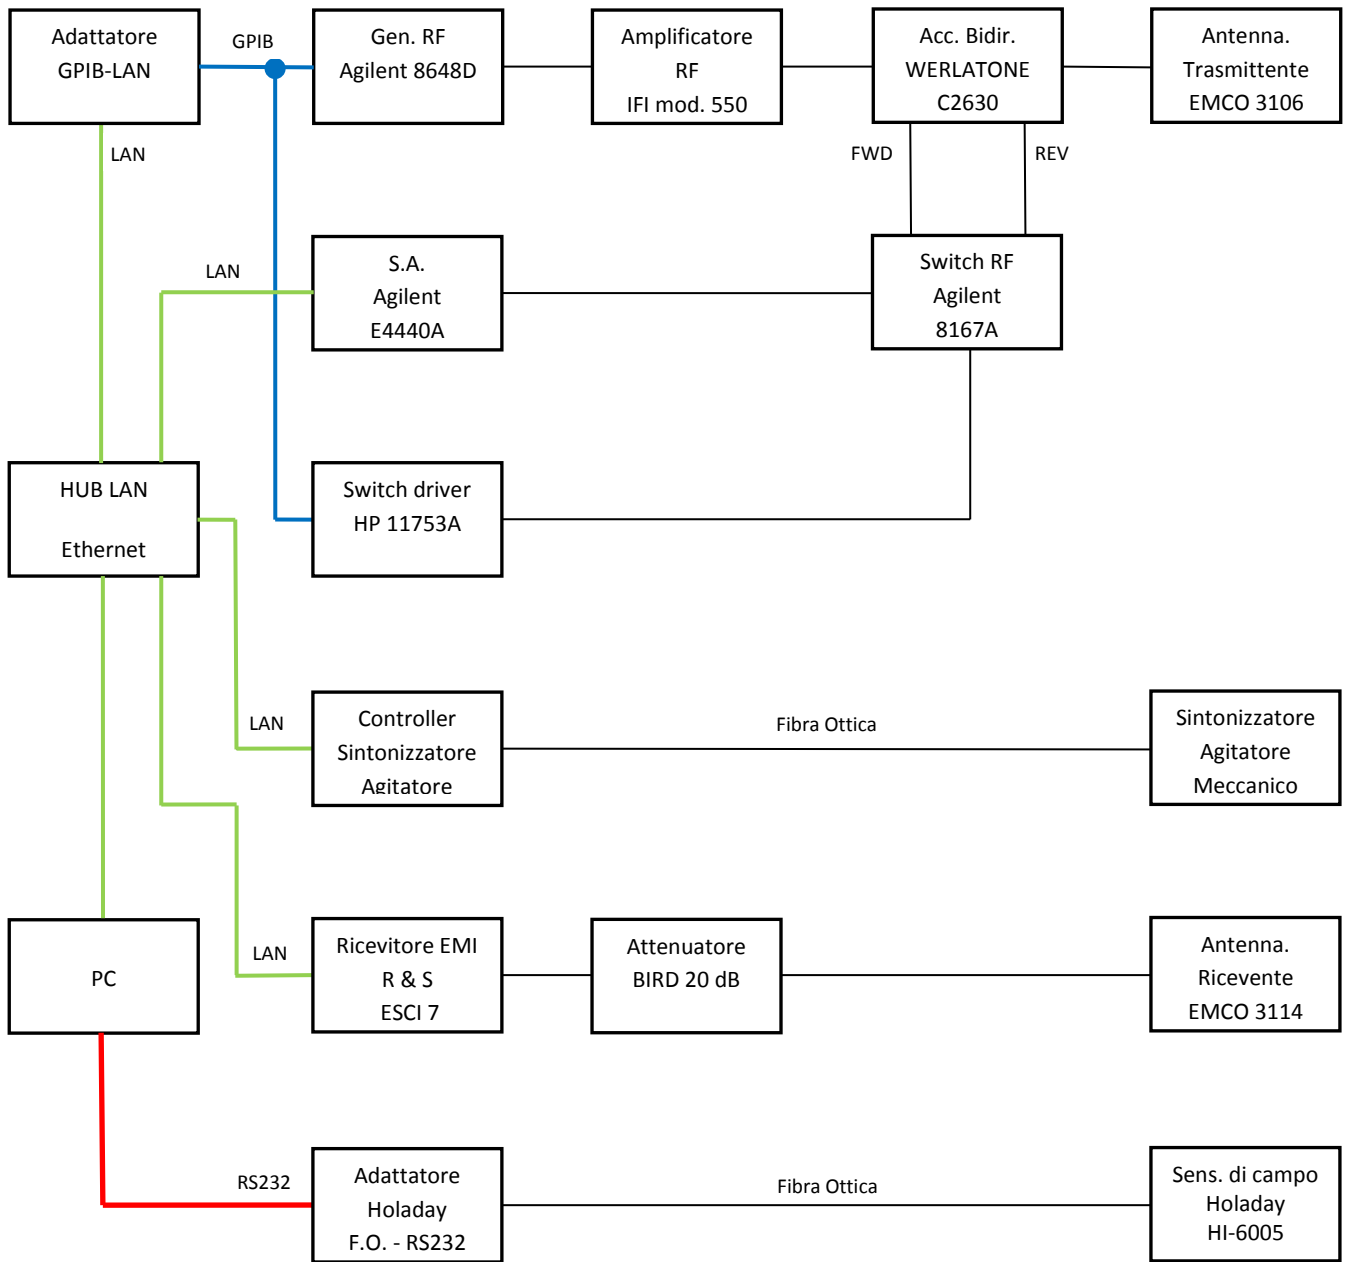 Adattatore
GPIB-LAN
GPIB
Gen. RF
Agilent 8648D
Amplificatore
RF
IFI mod. 550
Acc. Bidir.
WERLATONE
C2630
Antenna.
Trasmittente
EMCO 3106
LAN
FWD
REV
LAN
S.A.
Agilent
E4440A
Switch RF
Agilent
8167A
HUB LAN
Ethernet
Switch driver
HP 11753A
LAN
Controller
Sintonizzatore
Agitatore
Fibra Ottica
Sintonizzatore
Agitatore
Meccanico
PC
LAN
Ricevitore EMI
R & S
ESCI 7
Attenuatore
BIRD 20 dB
Antenna.
Ricevente
EMCO 3114
RS232
Adattatore
Holaday
F.O. - RS232
Fibra Ottica
Sens. di campo
Holaday
HI-6005